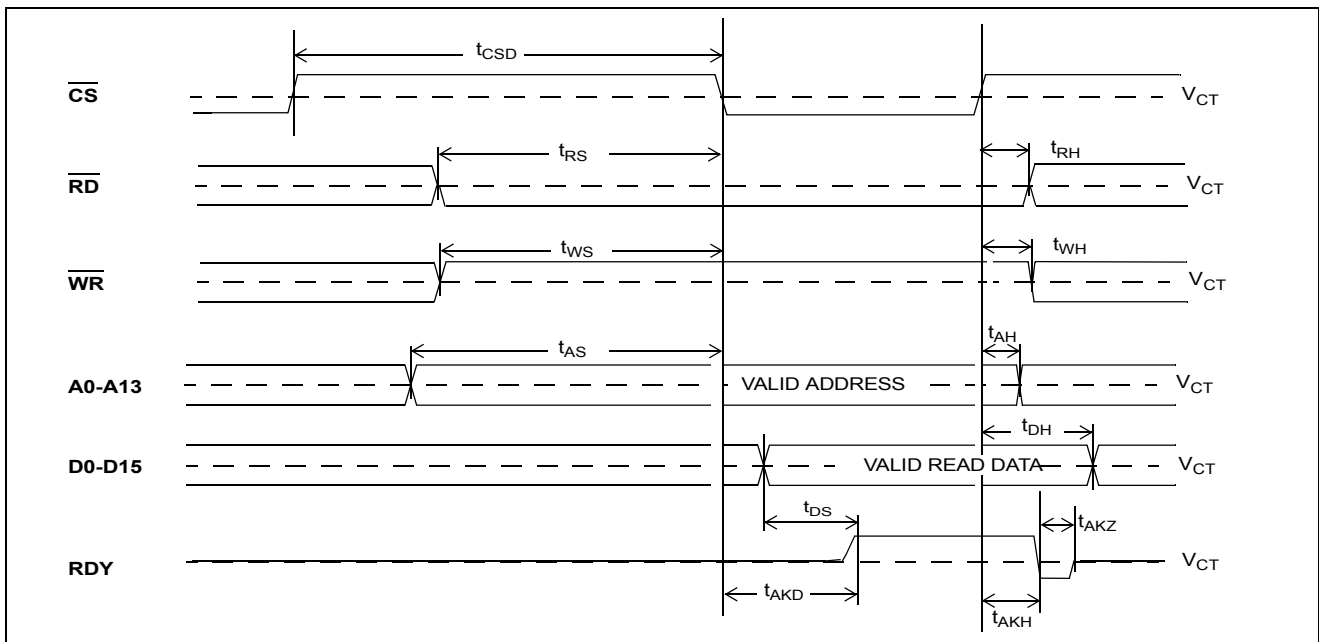 tCSD
CS
VCT
tRS
tRH
RD
VCT
tWS
tWH
WR
VCT
tAS
tAH
A0-A13
VALID ADDRESS
VCT
tDH
D0-D15
VALID READ DATA
VCT
tDS
tAKZ
RDY
VCT
tAKD
tAKH